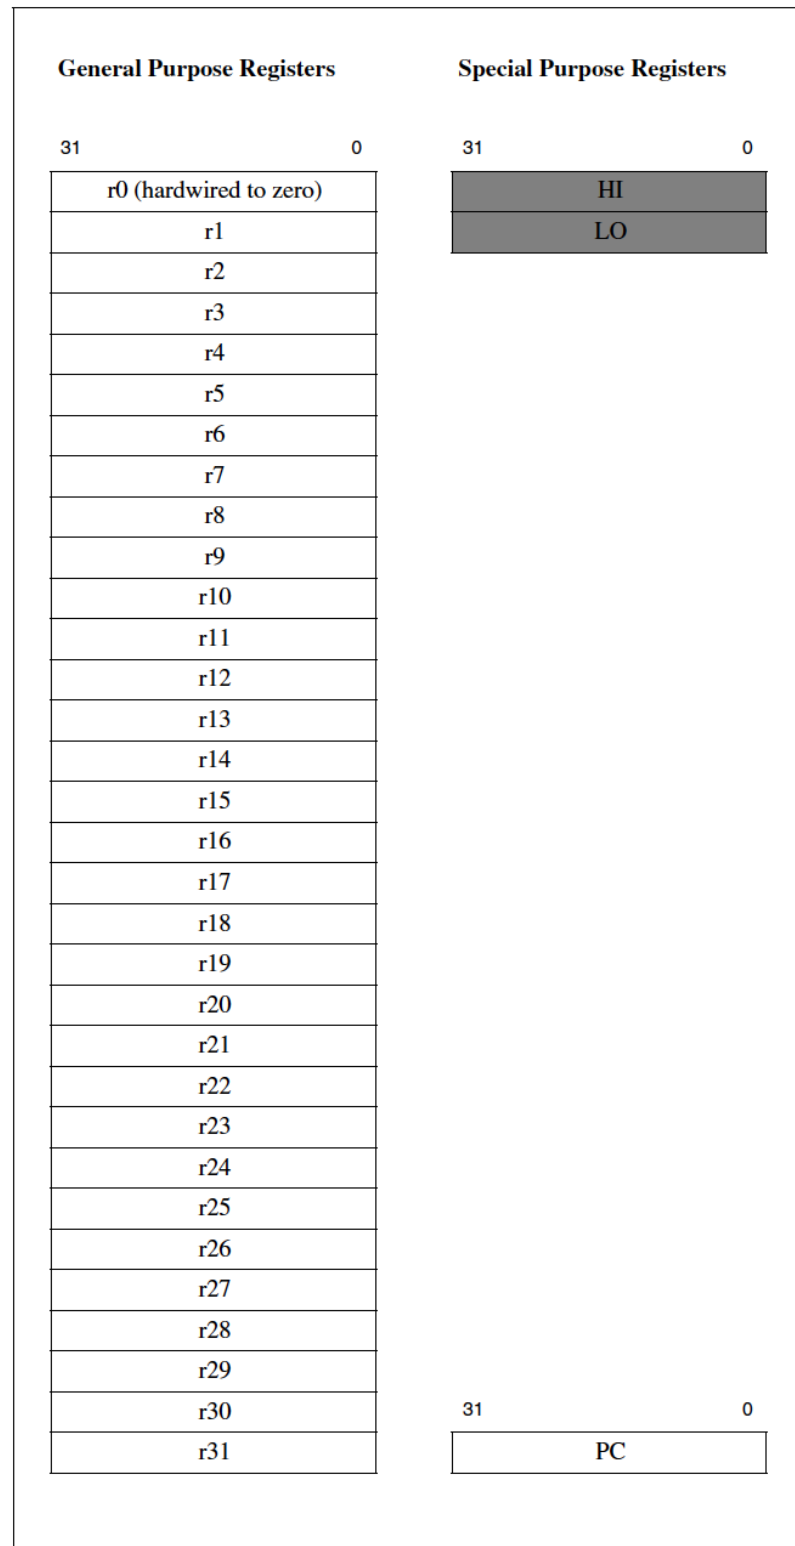 General Purpose Registers
31 0
r0 (hardwired to zero)
r1
r2
r3
r4
r5
r6
r7
r8
r9
r10
r11
r12
r13
r14
r15
r16
r17
r18
r19
r20
r21
r22
r23
r24
r25
r26
r27
r28
r29
r30
r31
Special Purpose Registers
31 0
HI
LO
31 0
PC